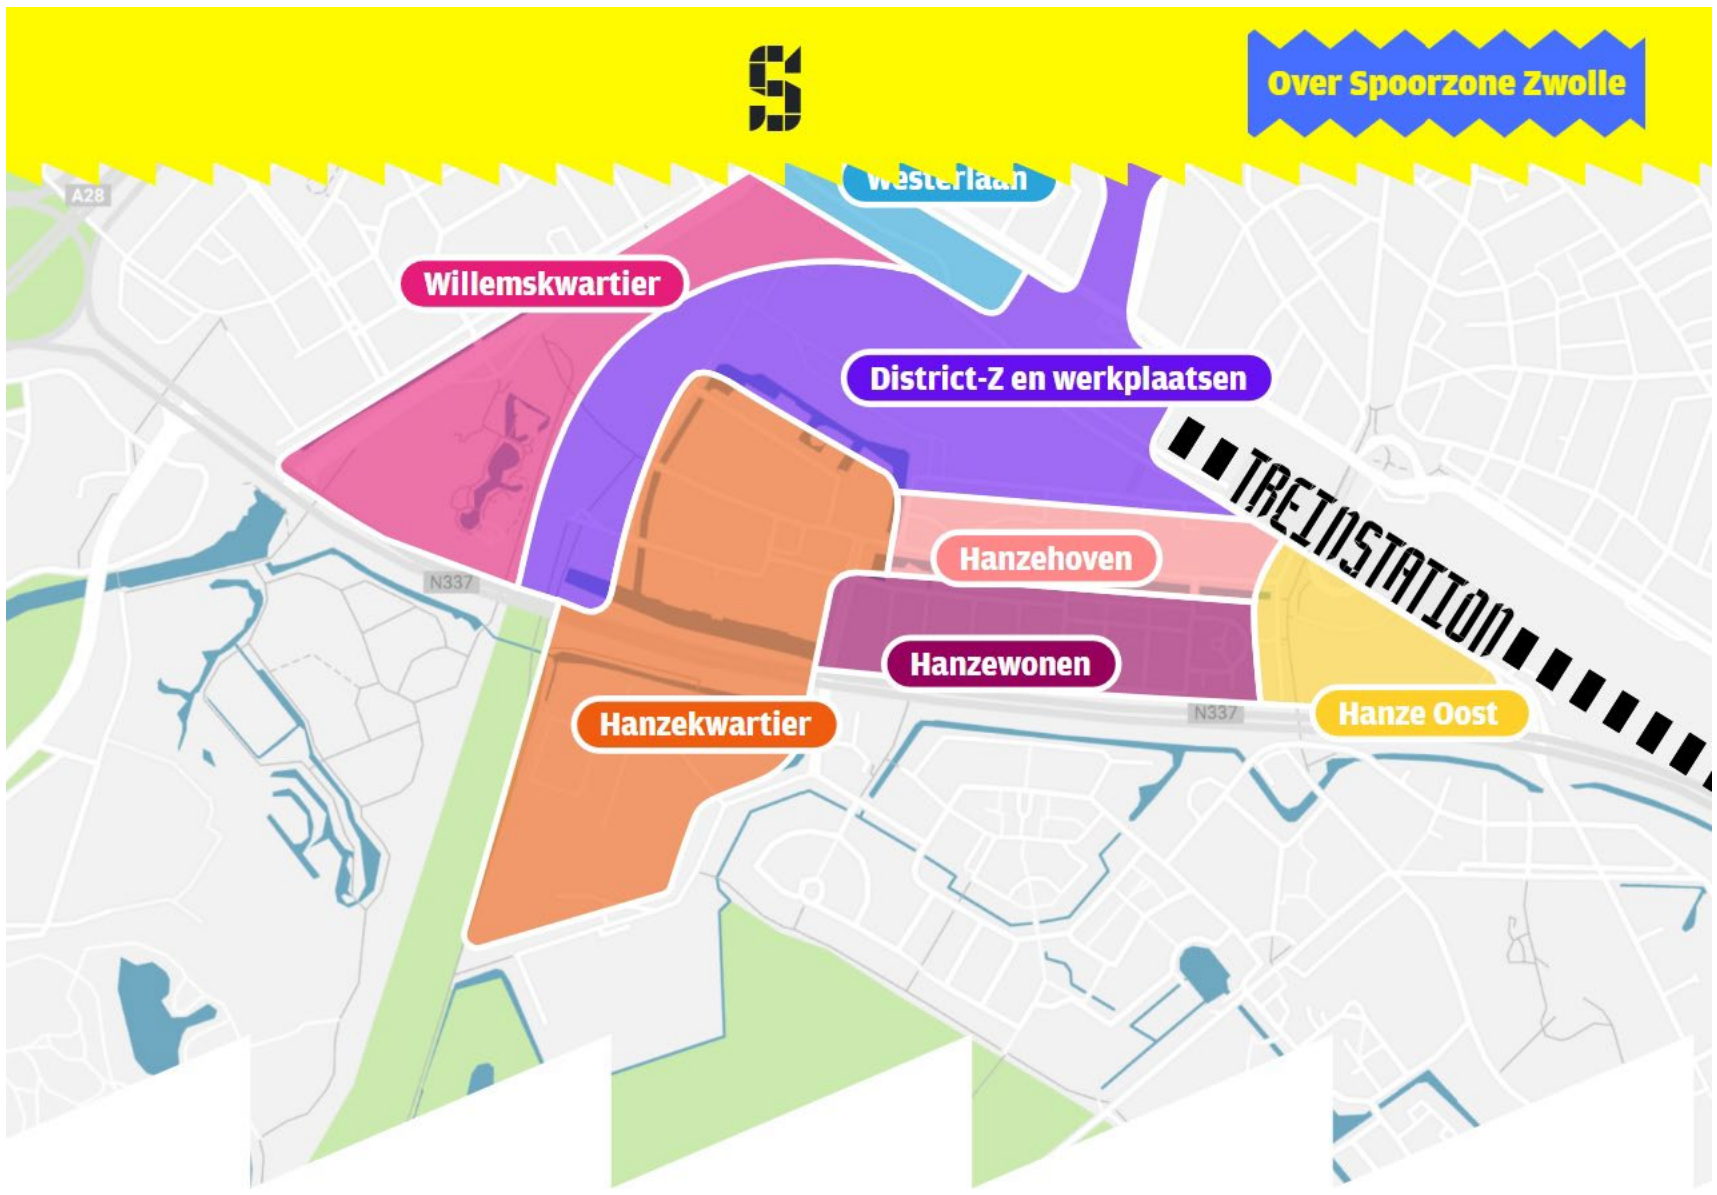 S
Over Spoorzone Zwolle
Westerlaan
A28
Willemskwartier
District-Z en werkplaatsen
TREINSTATION
Hanzehoven
N337
Hanzewonen
N337
Hanze Oost
Hanzekwartier